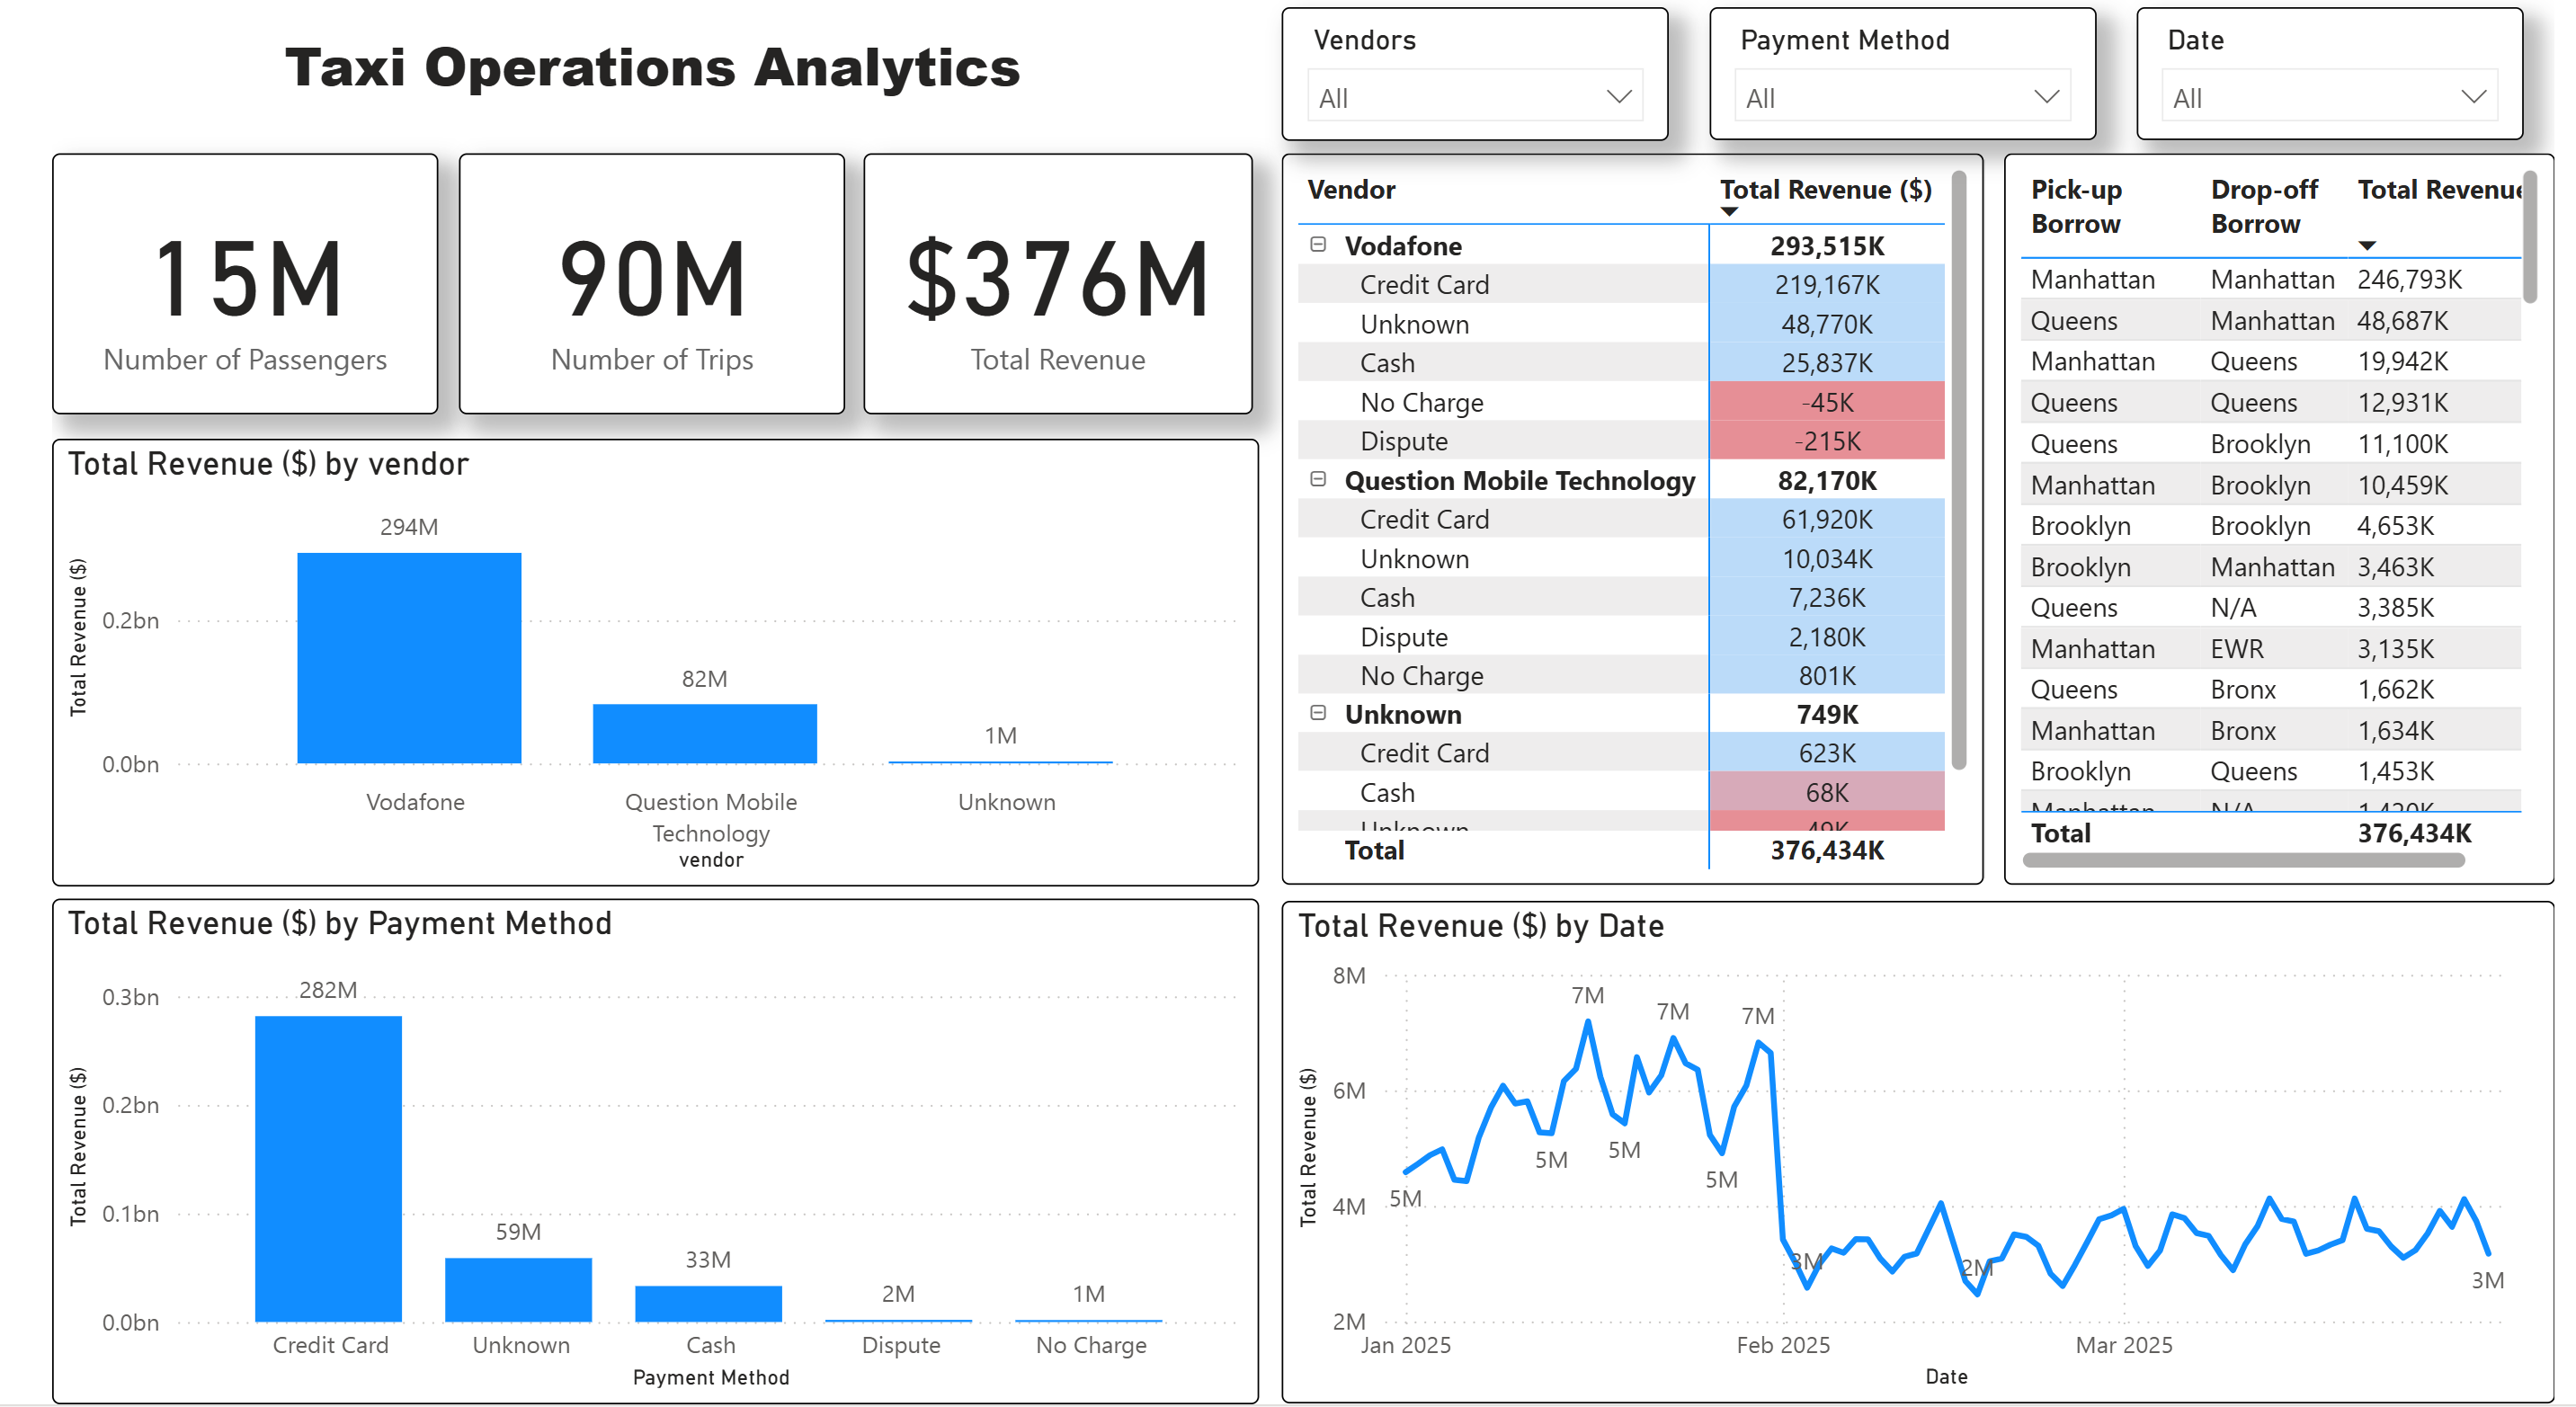 Taxi Operations Analytics
Vendors
All
Payment Method
All
Date
All
15M
Number of Passengers
90M
Number of Trips
$376M
Total Revenue
Vendor Total Revenue ($)
Vodafone 293,515K
Credit Card 219,167K
Unknown 48,770K
Cash 25,837K
No Charge -45K
Dispute -215K
Question Mobile Technology 82,170K
Credit Card 61,920K
Unknown 10,034K
Cash 7,236K
Dispute 2,180K
No Charge 801K
Unknown 749K
Credit Card 623K
Cash 68K
Unknown 49K
Total 376,434K
Pick-up Drop-off Total Revenue
Borrow Borrow
Manhattan Manhattan 246,793K
Queens Manhattan 48,687K
Manhattan Queens 19,942K
Queens Queens 12,931K
Queens Brooklyn 11,100K
Manhattan Brooklyn 10,459K
Brooklyn Brooklyn 4,653K
Brooklyn Manhattan 3,463K
Queens N/A 3,385K
Manhattan EWR 3,135K
Queens Bronx 1,662K
Manhattan Bronx 1,634K
Brooklyn Queens 1,453K
Manhattan N/A
Total 376,434K
Total Revenue ($) by vendor
Total Revenue ($)
0.2bn
0.0bn
294M
82M
1M
Vodafone
Question Mobile
Technology
Unknown
vendor
Total Revenue ($) by Payment Method
Total Revenue ($)
0.3bn
0.2bn
0.1bn
0.0bn
282M
59M
33M
2M
1M
Credit Card
Unknown
Cash
Dispute
No Charge
Payment Method
Total Revenue ($) by Date
Total Revenue ($)
8M
6M
4M
2M
5M
5M
7M
5M
7M
5M
7M
3M
2M
3M
Jan 2025
Feb 2025
Mar 2025
Date